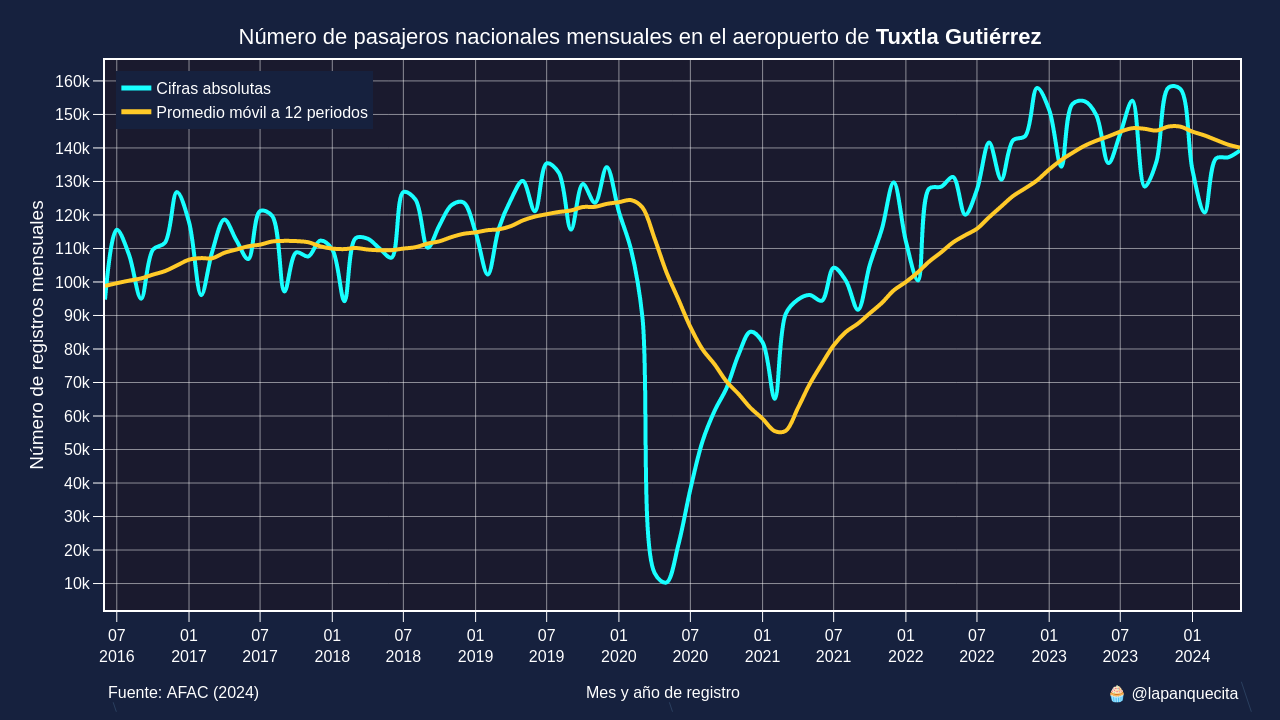 Número de pasajeros nacionales mensuales en el aeropuerto de Tuxtla Gutiérrez
Cifras absolutas
Promedio móvil a 12 periodos
Número de registros mensuales
160k
150k
140k
130k
120k
110k
100k
90k
80k
70k
60k
50k
40k
30k
20k
10k
07 01 07 01 07 01 07 01 07 01 07 01 07 01 07 01
2016 2017 2017 2018 2018 2019 2019 2020 2020 2021 2021 2022 2022 2023 2023 2024
Fuente: AFAC (2024) Mes y año de registro 🧁 @lapanquecita